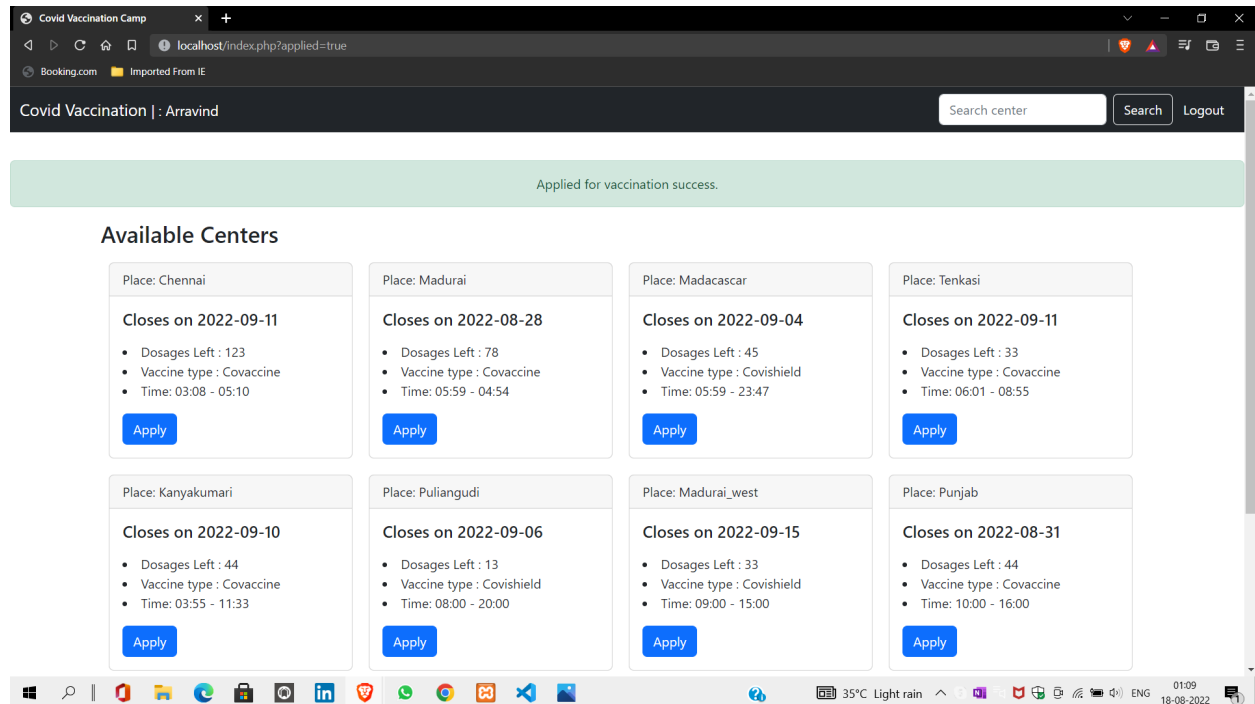 Covid Vaccination Camp
localhost/index.php?applied=true
Booking.com Imported From IE
Covid Vaccination | : Arravind Search center Search Logout
Applied for vaccination success.
Available Centers
Place: Chennai
Closes on 2022-09-11
Dosages Left : 123
Vaccine type : Covaccine
Time: 03:08 - 05:10
Apply
Place: Madurai
Closes on 2022-08-28
Dosages Left : 78
Vaccine type : Covaccine
Time: 05:59 - 04:54
Apply
Place: Madacascar
Closes on 2022-09-04
Dosages Left : 45
Vaccine type : Covishield
Time: 05:59 - 23:47
Apply
Place: Tenkasi
Closes on 2022-09-11
Dosages Left : 33
Vaccine type : Covaccine
Time: 06:01 - 08:55
Apply
Place: Kanyakumari
Closes on 2022-09-10
Dosages Left : 44
Vaccine type : Covaccine
Time: 03:55 - 11:33
Apply
Place: Puliangudi
Closes on 2022-09-06
Dosages Left : 13
Vaccine type : Covishield
Time: 08:00 - 20:00
Apply
Place: Madurai_west
Closes on 2022-09-15
Dosages Left : 33
Vaccine type : Covishield
Time: 09:00 - 15:00
Apply
Place: Punjab
Closes on 2022-08-31
Dosages Left : 44
Vaccine type : Covaccine
Time: 10:00 - 16:00
Apply
35°C Light rain ENG 01:09
18-08-2022